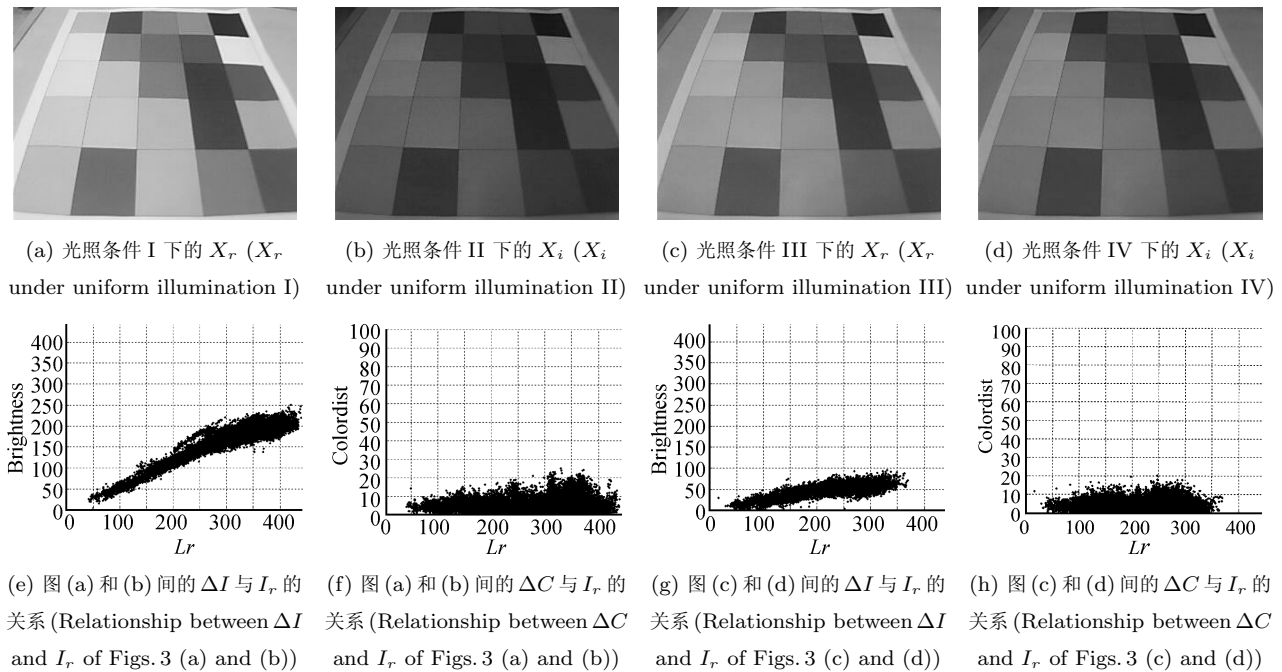 (a) 光照条件 I 下的 Xr (Xr
under uniform illumination I)
(b) 光照条件 II 下的 Xi (Xi
under uniform illumination II)
(c) 光照条件 III 下的 Xr (Xr
under uniform illumination III)
(d) 光照条件 IV 下的 Xi (Xi
under uniform illumination IV)
Brightness
400
350
300
250
200
150
100
50
0
0 100 200 300 400
Lr
Colordist
100
90
80
70
60
50
40
30
20
10
0
0 100 200 300 400
Lr
Brightness
400
350
300
250
200
150
100
50
0
0 100 200 300 400
Lr
Colordist
100
90
80
70
60
50
40
30
20
10
0
0 100 200 300 400
Lr
(e) 图 (a) 和 (b) 间的 ΔI 与 Ir 的
关系 (Relationship between ΔI
and Ir of Figs. 3 (a) and (b))
(f) 图 (a) 和 (b) 间的 ΔC 与 Ir 的
关系 (Relationship between ΔC
and Ir of Figs. 3 (a) and (b))
(g) 图 (c) 和 (d) 间的 ΔI 与 Ir 的
关系 (Relationship between ΔI
and Ir of Figs. 3 (c) and (d))
(h) 图 (c) 和 (d) 间的 ΔC 与 Ir 的
关系 (Relationship between ΔC
and Ir of Figs. 3 (c) and (d))